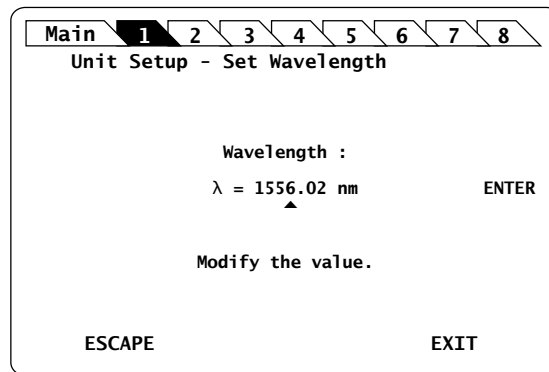 Main 1 2 3 4 5 6 7 8
Unit Setup - Set Wavelength
Wavelength :
λ = 1556.02 nm ENTER
Modify the value.
ESCAPE EXIT